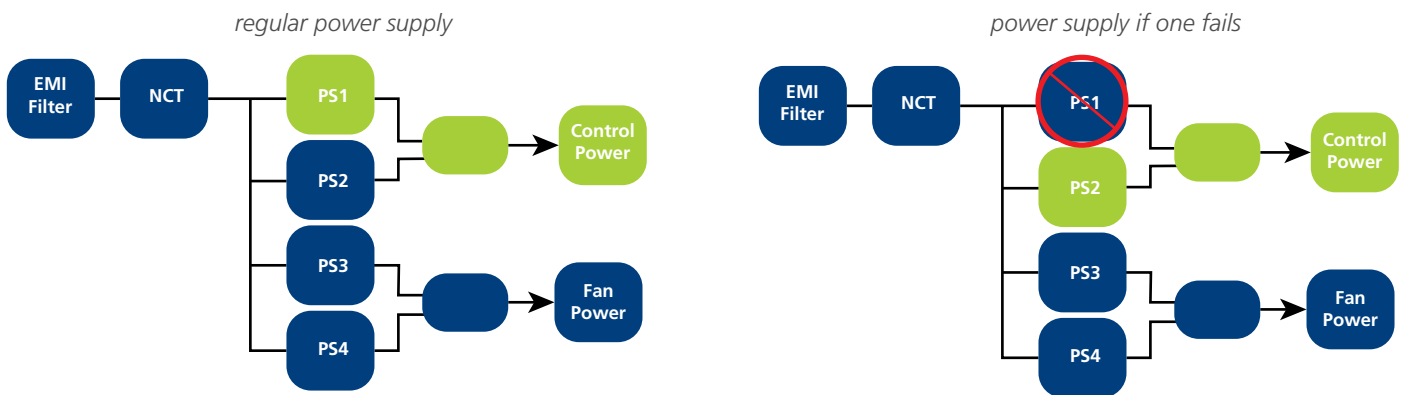 regular power supply
EMI
Filter
NCT
PS1
PS2
PS3
PS4
Control
Power
Fan
Power
power supply if one fails
EMI
Filter
NCT
PS1
PS2
PS3
PS4
Control
Power
Fan
Power